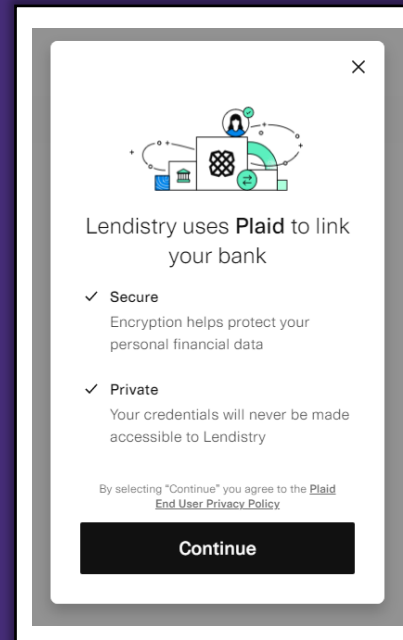 Lendistry uses Plaid to link
your bank
Secure
Encryption helps protect your
personal financial data
Private
Your credentials will never be made
accessible to Lendistry
By selecting “Continue” you agree to the Plaid
End User Privacy Policy
Continue